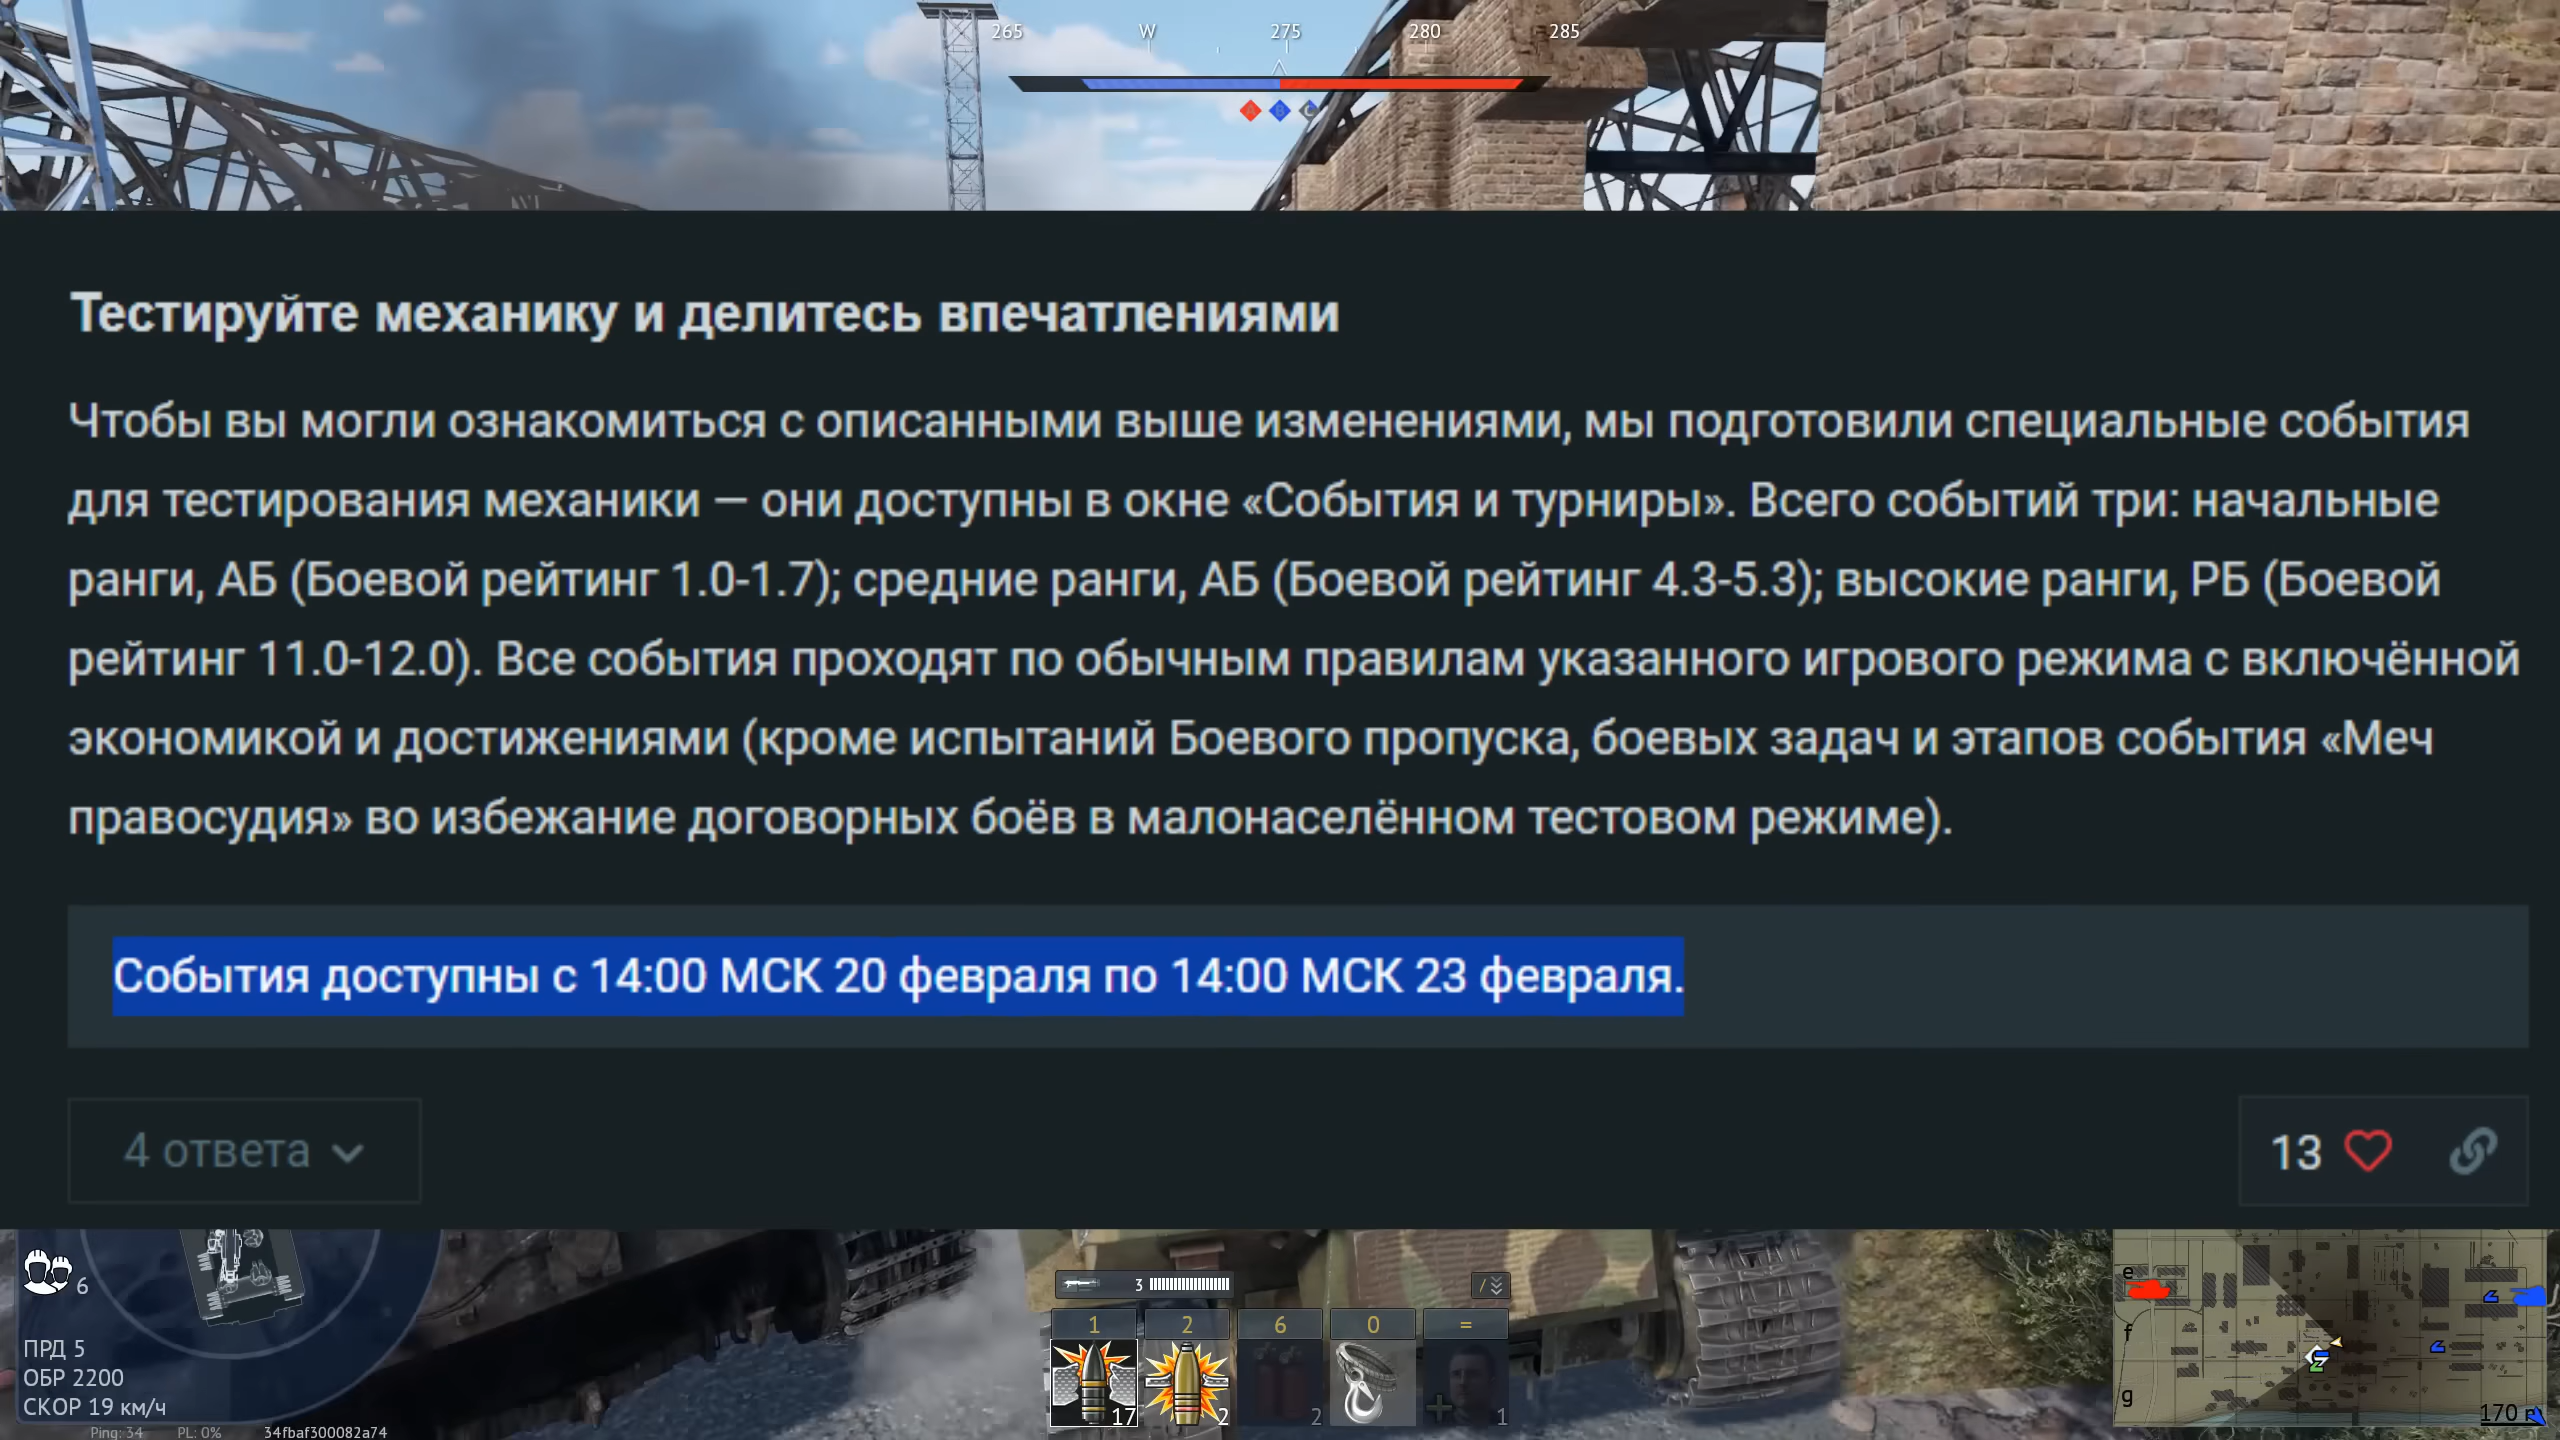 265 W 275 280 285
A B C
Тестируйте механику и делитесь впечатлениями
Чтобы вы могли ознакомиться с описанными выше изменениями, мы подготовили специальные события
для тестирования механики — они доступны в окне «События и турниры». Всего событий три: начальные
ранги, АБ (Боевой рейтинг 1.0-1.7); средние ранги, АБ (Боевой рейтинг 4.3-5.3); высокие ранги, РБ (Боевой
рейтинг 11.0-12.0). Все события проходят по обычным правилам указанного игрового режима с включённой
экономикой и достижениями (кроме испытаний Боевого пропуска, боевых задач и этапов события «Меч
правосудия» во избежание договорных боёв в малонаселённом тестовом режиме).
События доступны с 14:00 МСК 20 февраля по 14:00 МСК 23 февраля.
4 ответа
13
6
ПРД 5
ОБР 2200
СКОР 19 км/ч
Ping: 34 PL: 0% 34fbaf300082a74
3 /
1 2 6 0 =
17 2 2 1
e
f
g
170